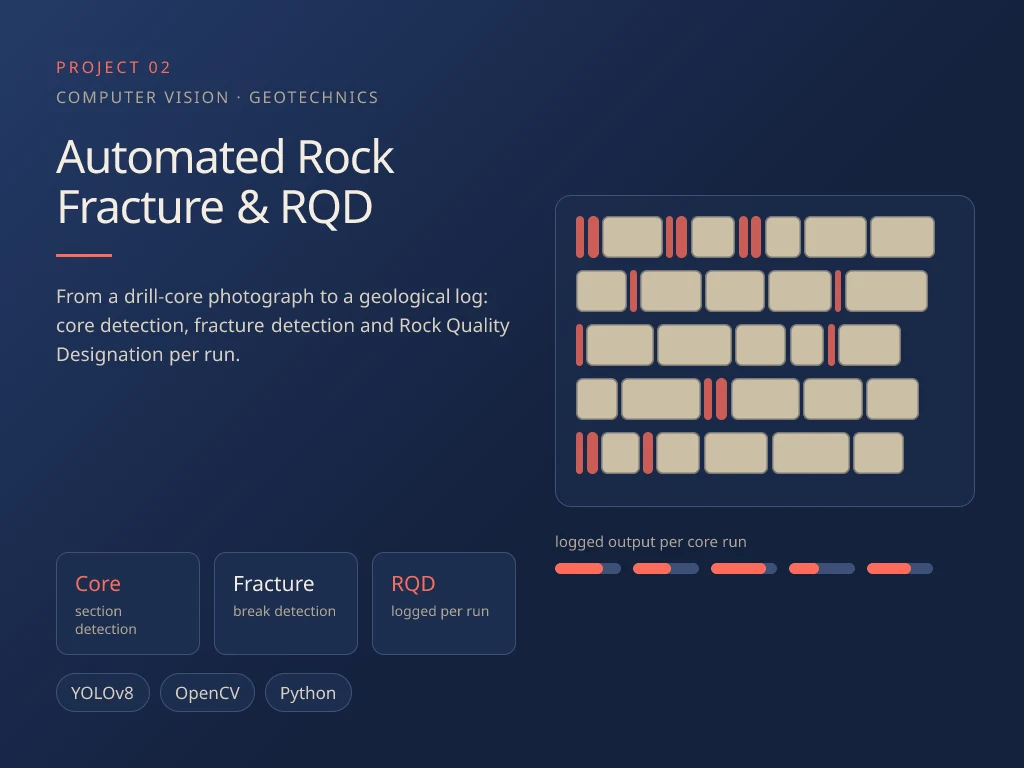 PROJECT 02
COMPUTER VISION · GEOTECHNICS
Automated Rock
Fracture & RQD
From a drill-core photograph to a geological log:
core detection, fracture detection and Rock Quality
Designation per run.
logged output per core run
Core
section
detection
Fracture
break detection
RQD
logged per run
YOLOv8
OpenCV
Python